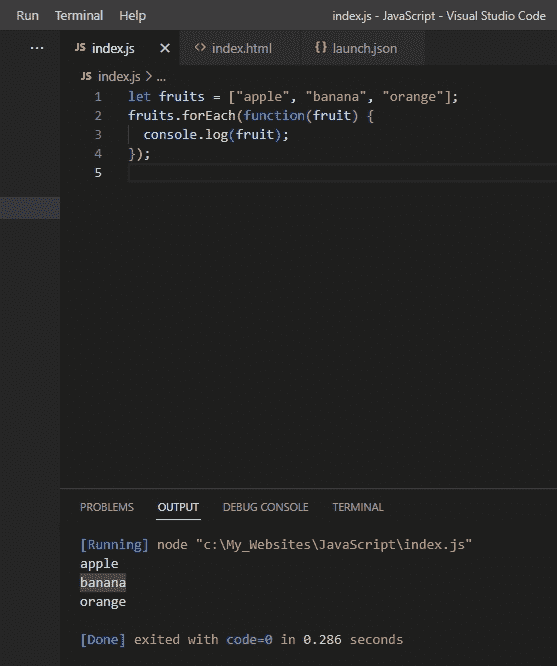 Run Terminal Help index.js - JavaScript - Visual Studio Code
... JS index.js × <> index.html {} launch.json
JS index.js > ...
1 let fruits = ["apple", "banana", "orange"];
2 fruits.forEach(function(fruit) {
3   console.log(fruit);
4 });
5
PROBLEMS OUTPUT DEBUG CONSOLE TERMINAL
[Running] node "c:\My_Websites\JavaScript\index.js"
apple
banana
orange
[Done] exited with code=0 in 0.286 seconds